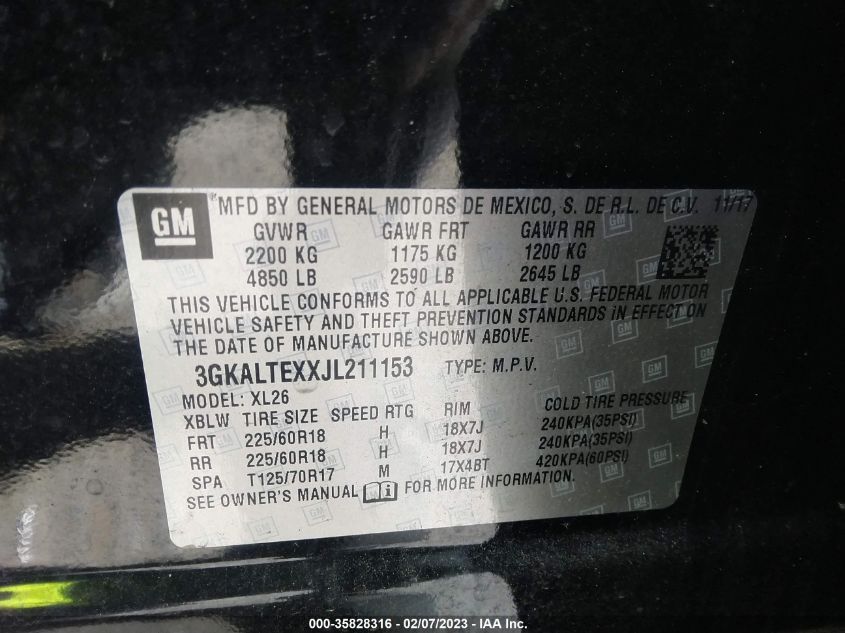 GM
MFD BY GENERAL MOTORS DE MEXICO, S. DE R.L. DE C.V. 11/17
GVWR GAWR FRT GAWR RR
2200 KG 1175 KG 1200 KG
4850 LB 2590 LB 2645 LB
THIS VEHICLE CONFORMS TO ALL APPLICABLE U.S. FEDERAL MOTOR
VEHICLE SAFETY AND THEFT PREVENTION STANDARDS IN EFFECT ON
THE DATE OF MANUFACTURE SHOWN ABOVE.
3GKALTEXXJL211153 TYPE: M.P.V.
MODEL: XL26
XBLW TIRE SIZE SPEED RTG RIM COLD TIRE PRESSURE
FRT 225/60R18 H 18X7J 240KPA(35PSI)
RR 225/60R18 H 18X7J 240KPA(35PSI)
SPA T125/70R17 M 17X4BT 420KPA(60PSI)
SEE OWNER'S MANUAL FOR MORE INFORMATION.
000-35828316 - 02/07/2023 - IAA Inc.